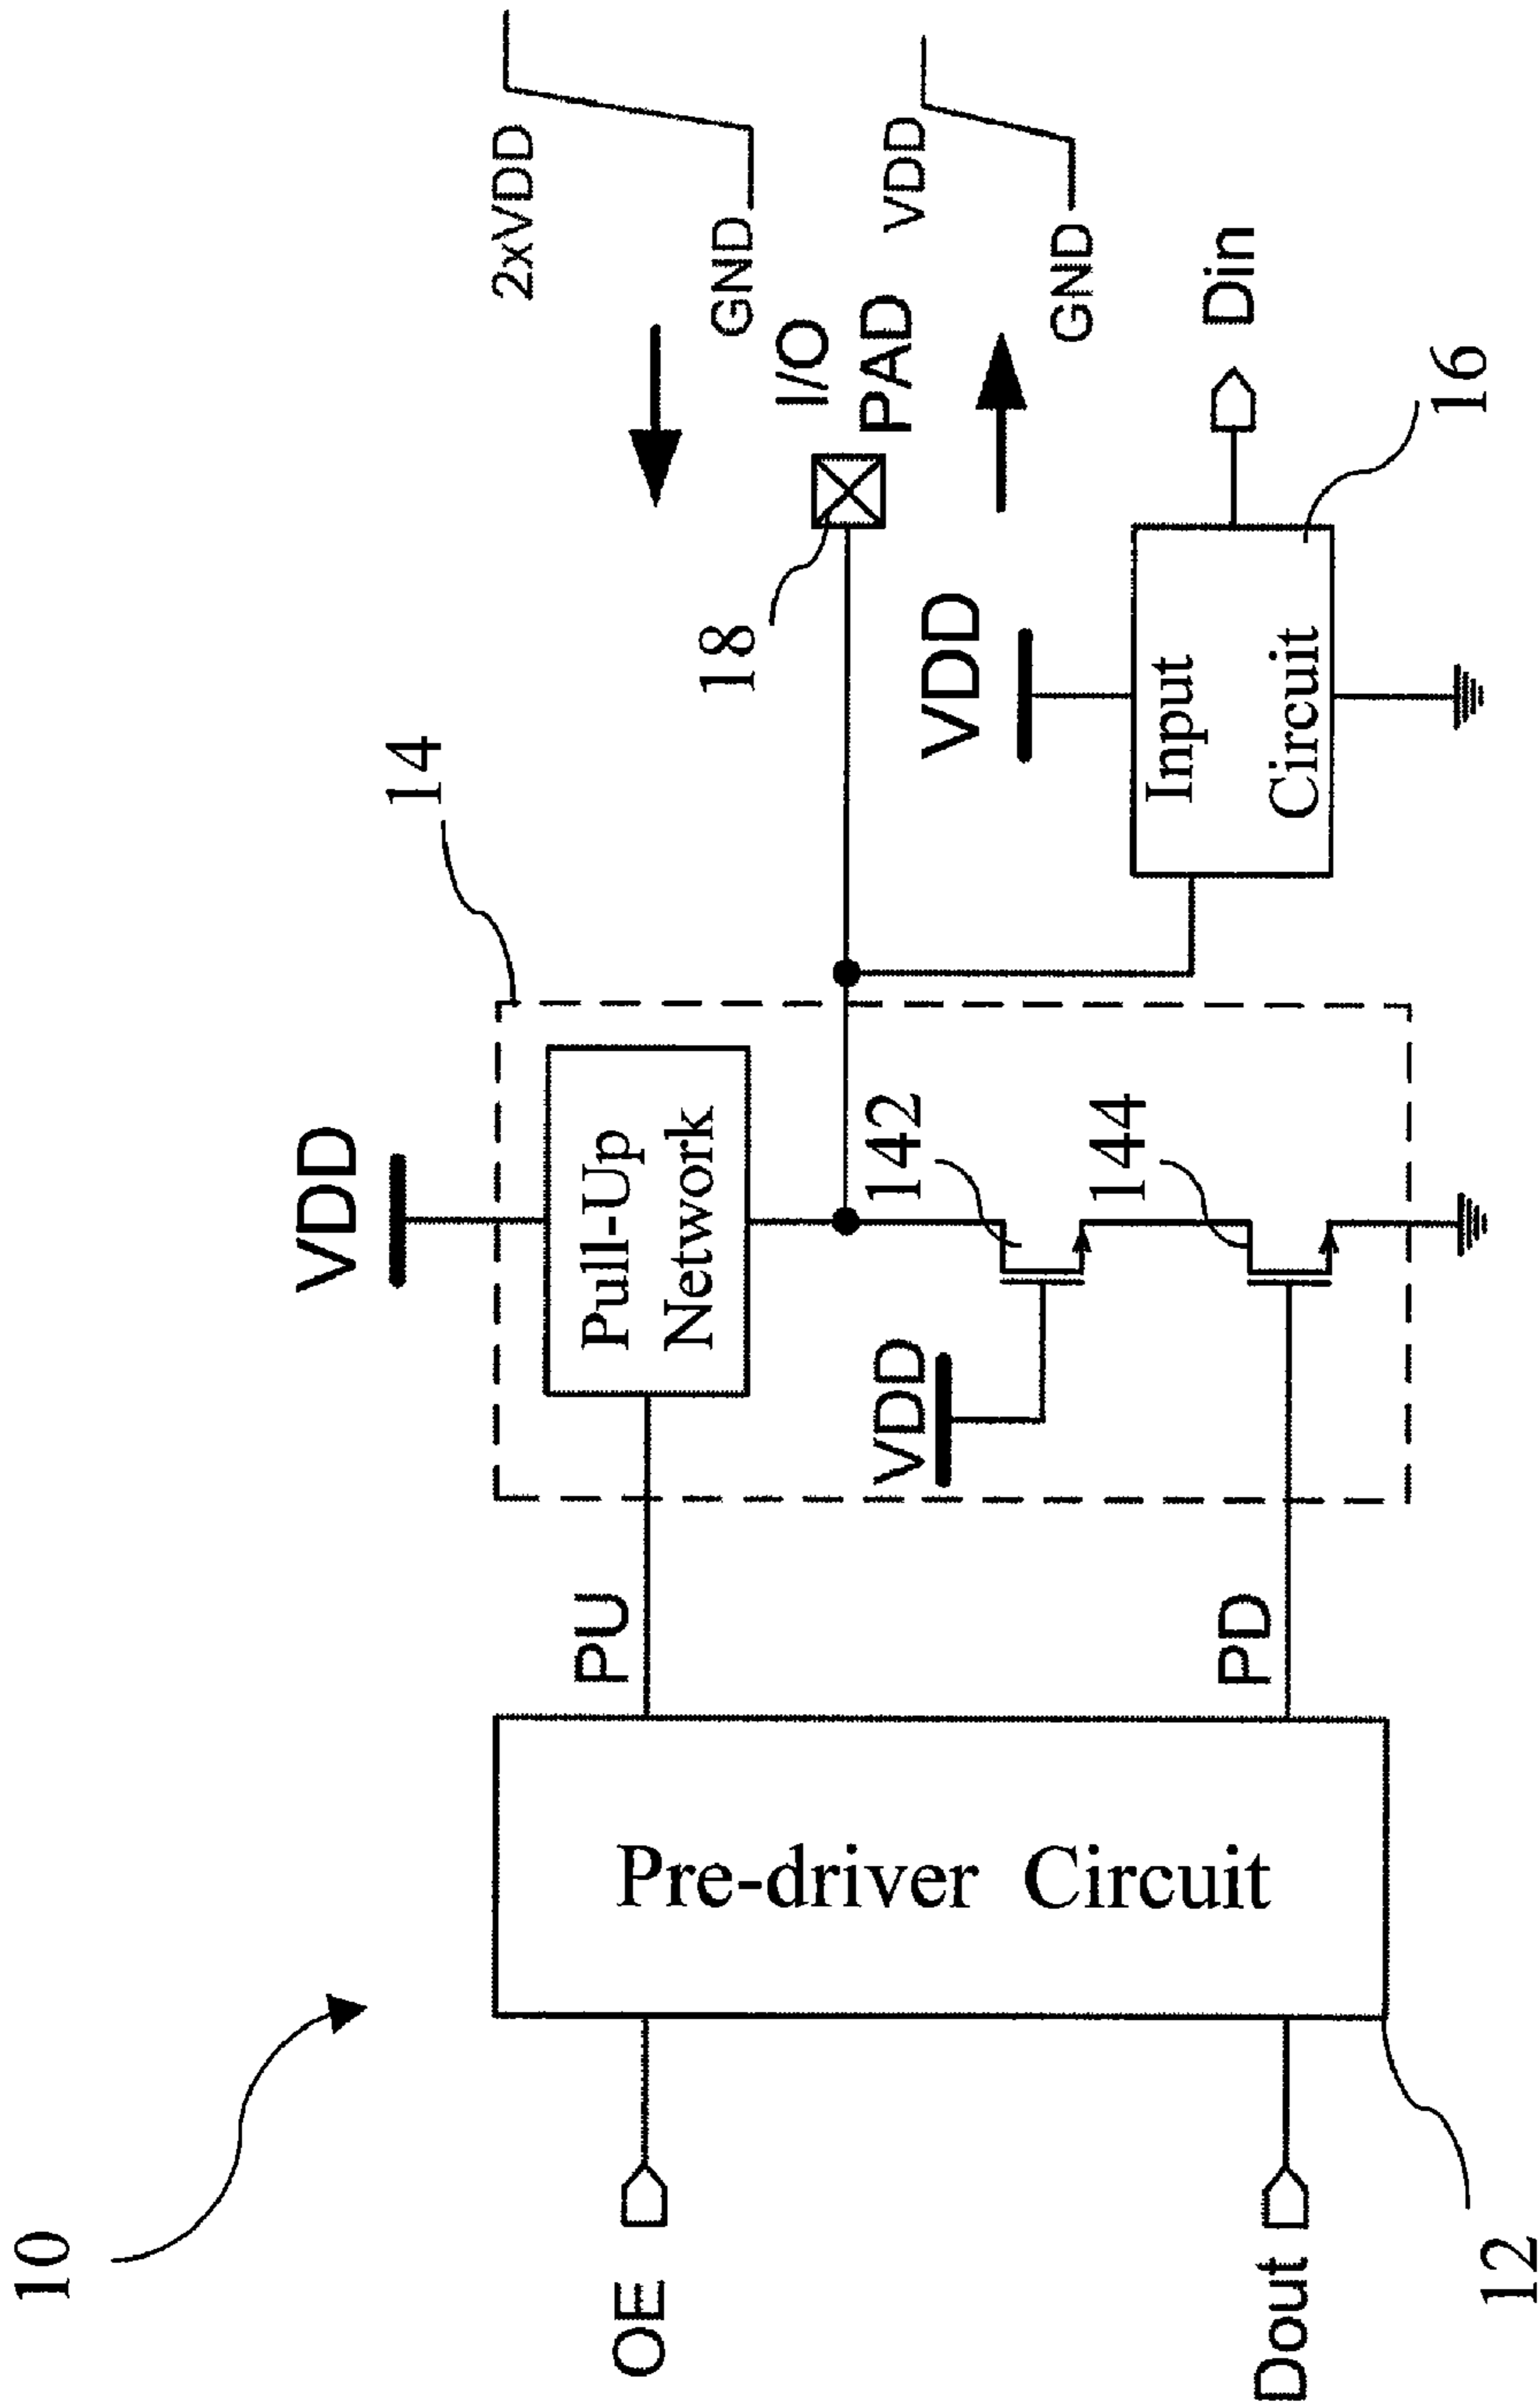 10
OE
Dout
12
Pre-driver Circuit
PU
PD
14
VDD
Pull-Up
Network
VDD
142
144
18
I/O
PAD
2xVDD
GND
VDD
GND
VDD
Input
Circuit
16
Din